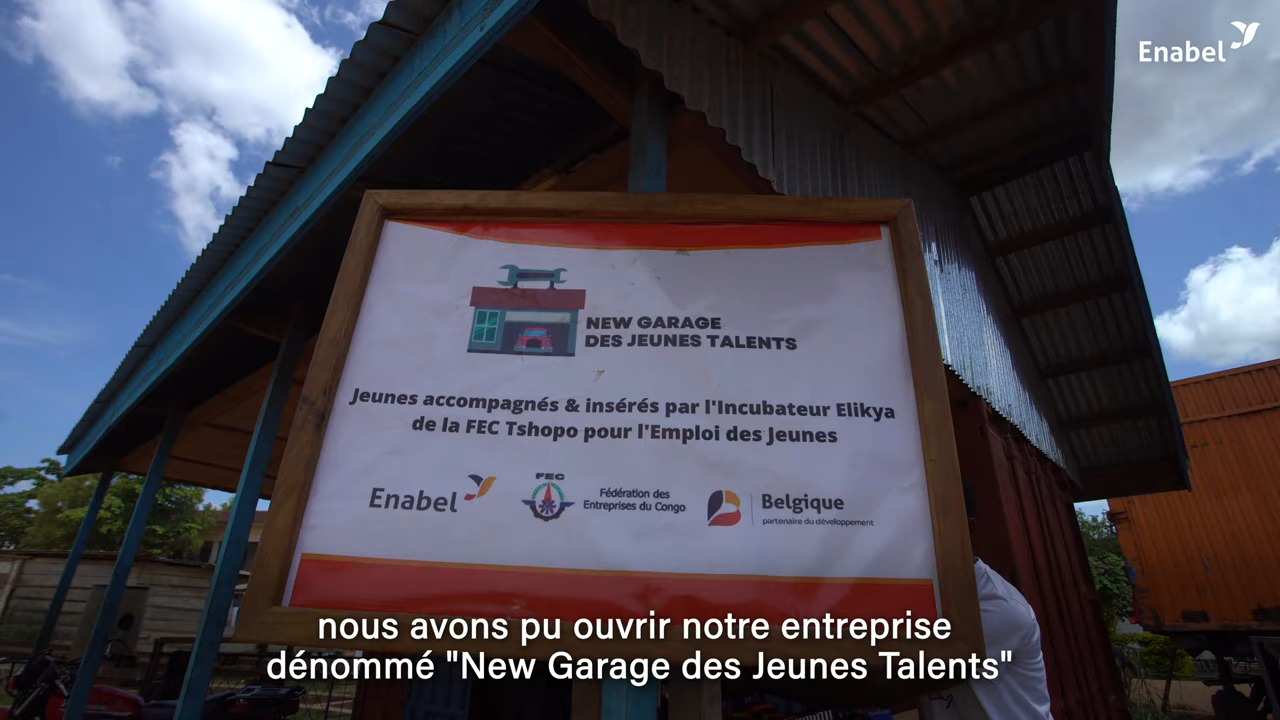 Enabel
NEW GARAGE
DES JEUNES TALENTS
Jeunes accompagnés & insérés par l'Incubateur Elikya
de la FEC Tshopo pour l'Emploi des Jeunes
Enabel
FEC
Fédération des
Entreprises du Congo
Belgique
partenaire du développement
nous avons pu ouvrir notre entreprise
dénommé "New Garage des Jeunes Talents"